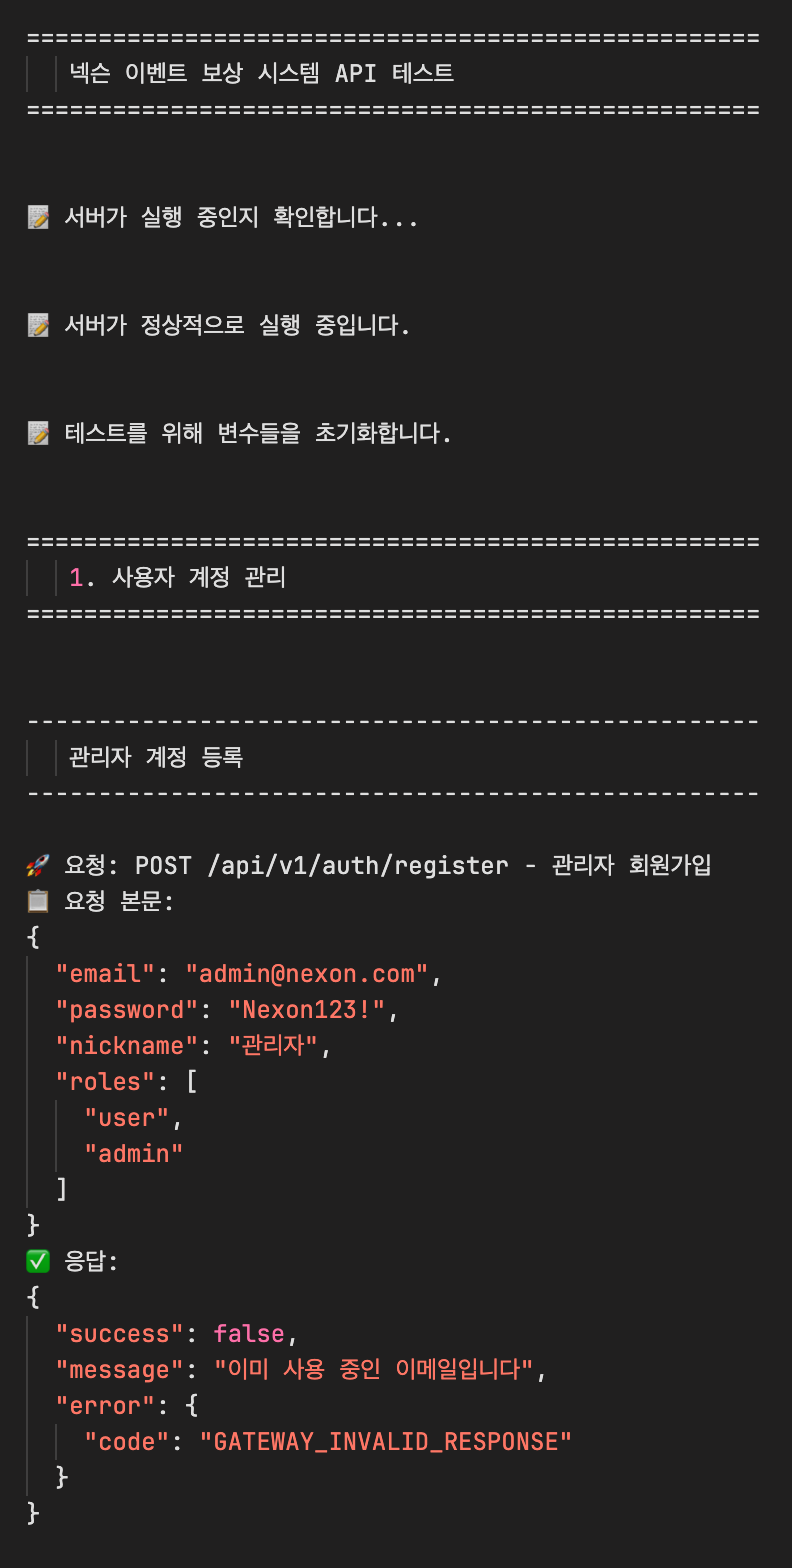 ===================================================
넥슨 이벤트 보상 시스템 API 테스트
===================================================
📝 서버가 실행 중인지 확인합니다...
📝 서버가 정상적으로 실행 중입니다.
📝 테스트를 위해 변수들을 초기화합니다.
===================================================
1. 사용자 계정 관리
===================================================
---------------------------------------------------
관리자 계정 등록
---------------------------------------------------
🚀 요청: POST /api/v1/auth/register - 관리자 회원가입
📋 요청 본문:
{
  "email": "admin@nexon.com",
  "password": "Nexon123!",
  "nickname": "관리자",
  "roles": [
    "user",
    "admin"
  ]
}
✅ 응답:
{
  "success": false,
  "message": "이미 사용 중인 이메일입니다",
  "error": {
    "code": "GATEWAY_INVALID_RESPONSE"
  }
}